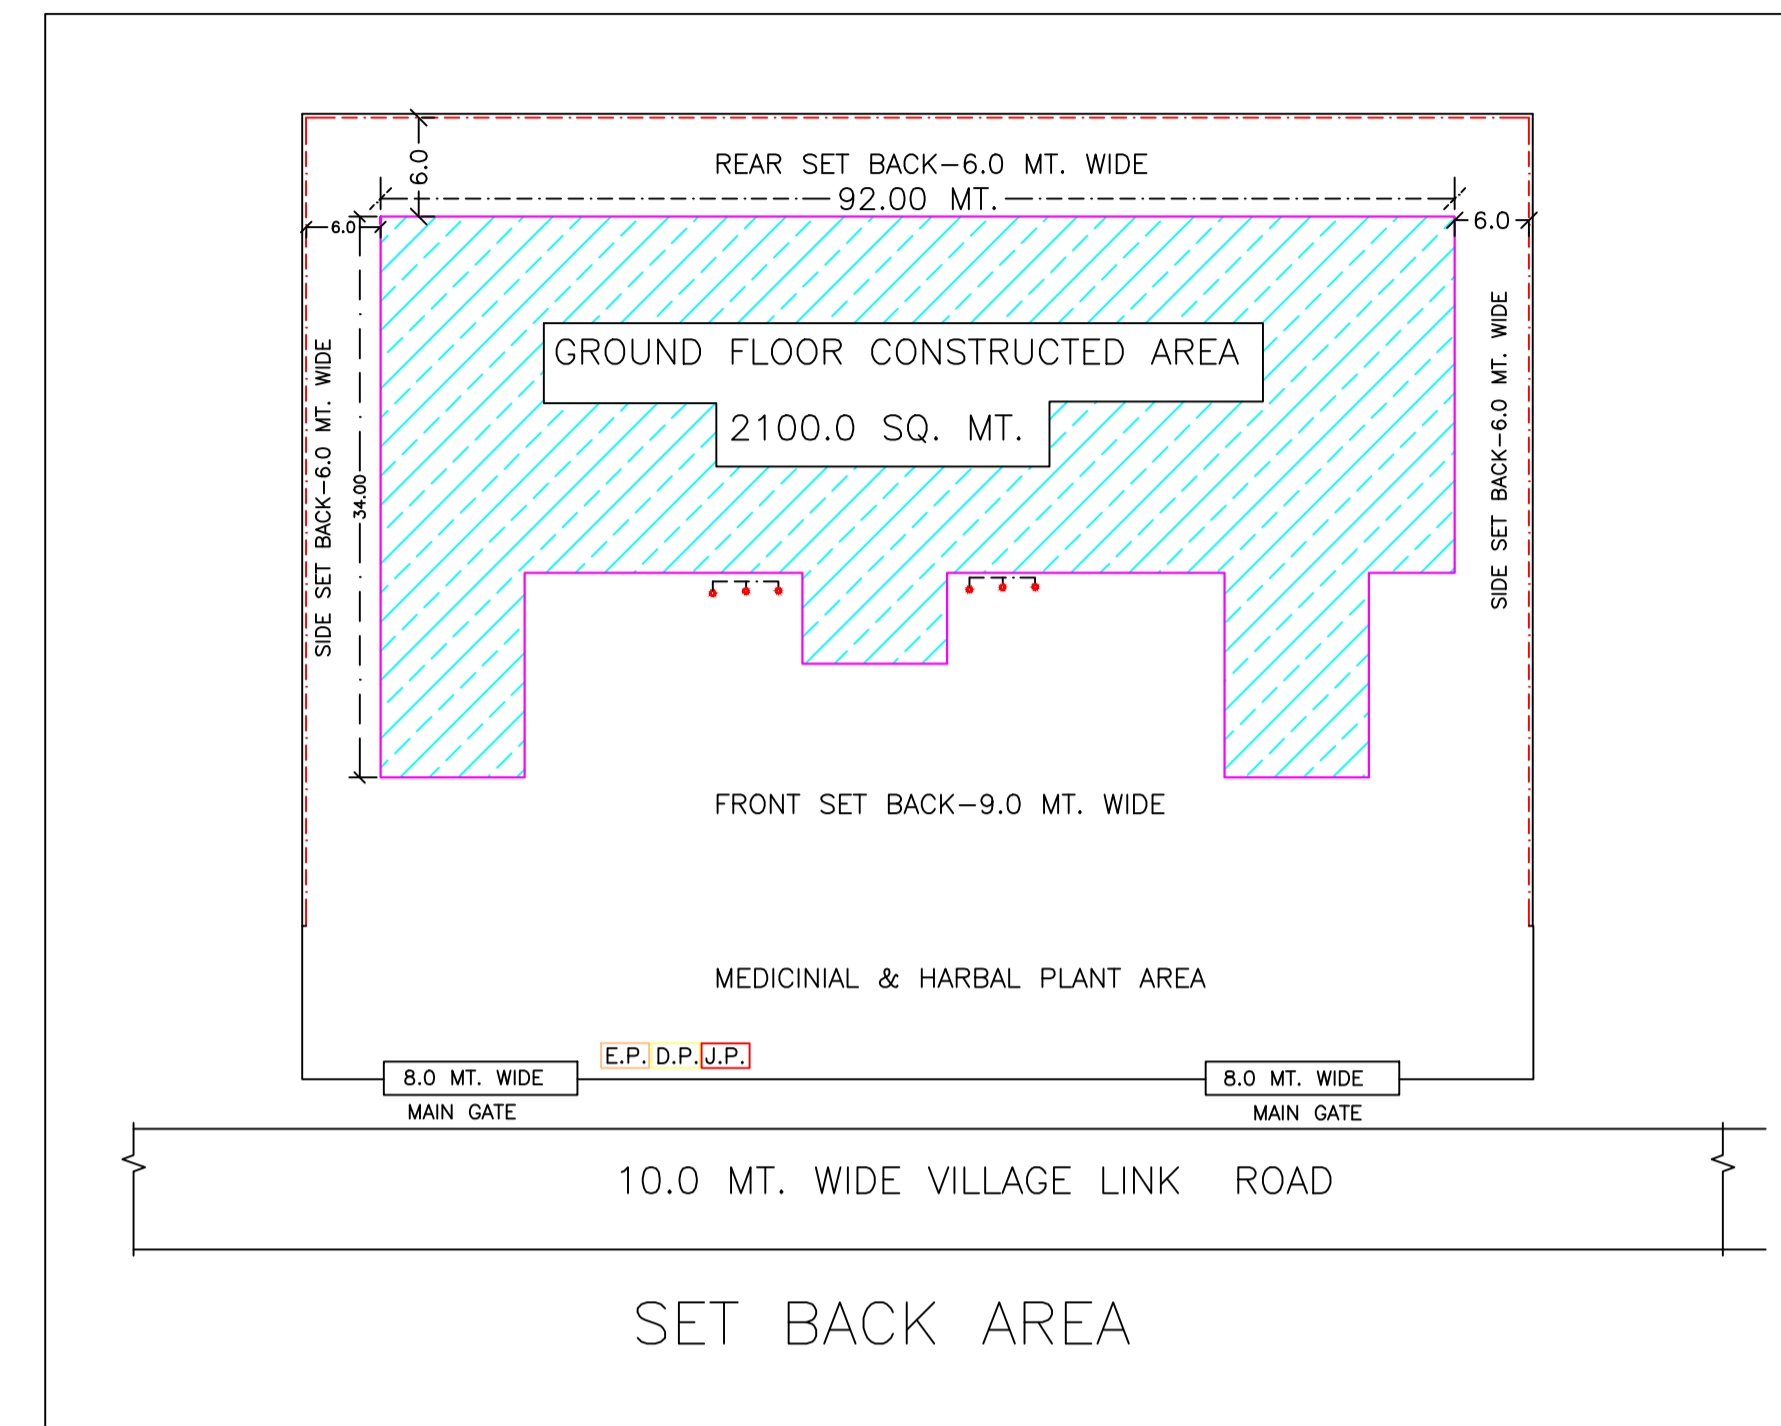 6.0
REAR SET BACK-6.0 MT. WIDE
92.00 MT.
6.0
6.0
GROUND FLOOR CONSTRUCTED AREA
2100.0 SQ. MT.
SIDE SET BACK-6.0 MT. WIDE
34.00
SIDE SET BACK-6.0 MT. WIDE
FRONT SET BACK-9.0 MT. WIDE
MEDICINIAL & HARBAL PLANT AREA
E.P. D.P. J.P.
8.0 MT. WIDE
MAIN GATE
8.0 MT. WIDE
MAIN GATE
10.0 MT. WIDE VILLAGE LINK ROAD
SET BACK AREA